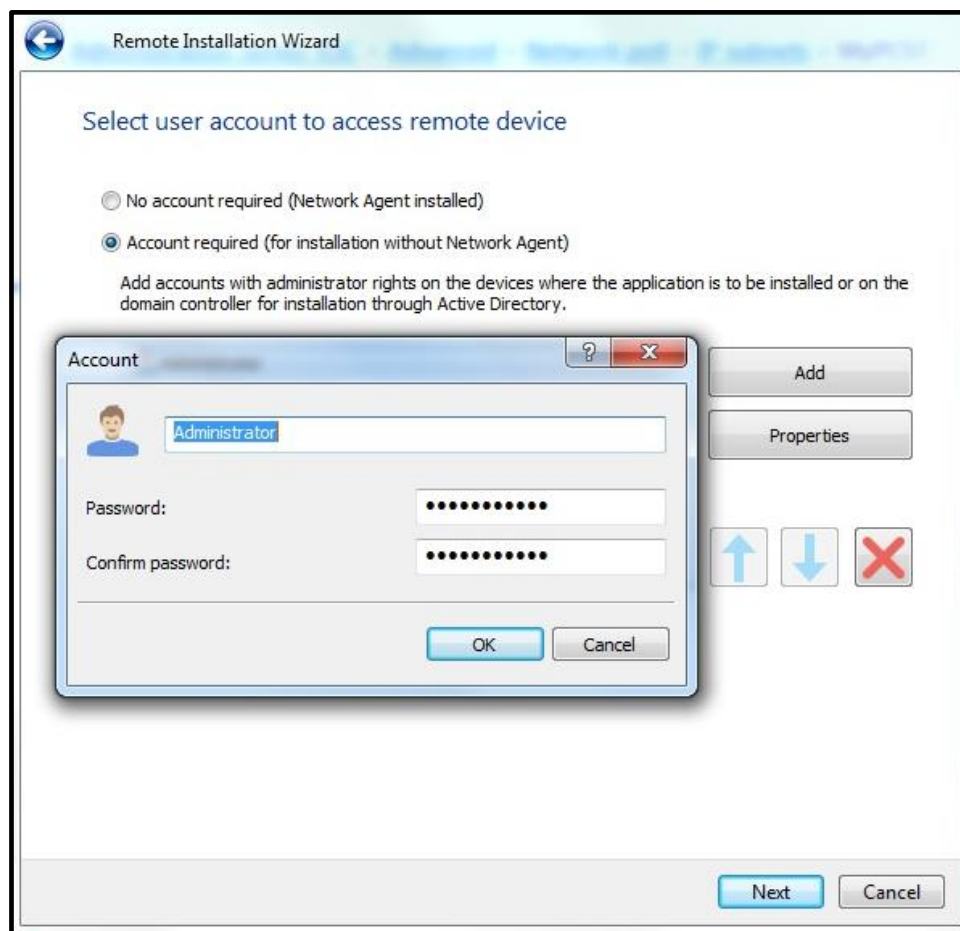 Remote Installation Wizard
Select user account to access remote device
No account required (Network Agent installed)
Account required (for installation without Network Agent)
Add accounts with administrator rights on the devices where the application is to be installed or on the
domain controller for installation through Active Directory.
Account
?
Add
Administrator
Properties
Password:
Confirm password:
OK
Cancel
Next
Cancel